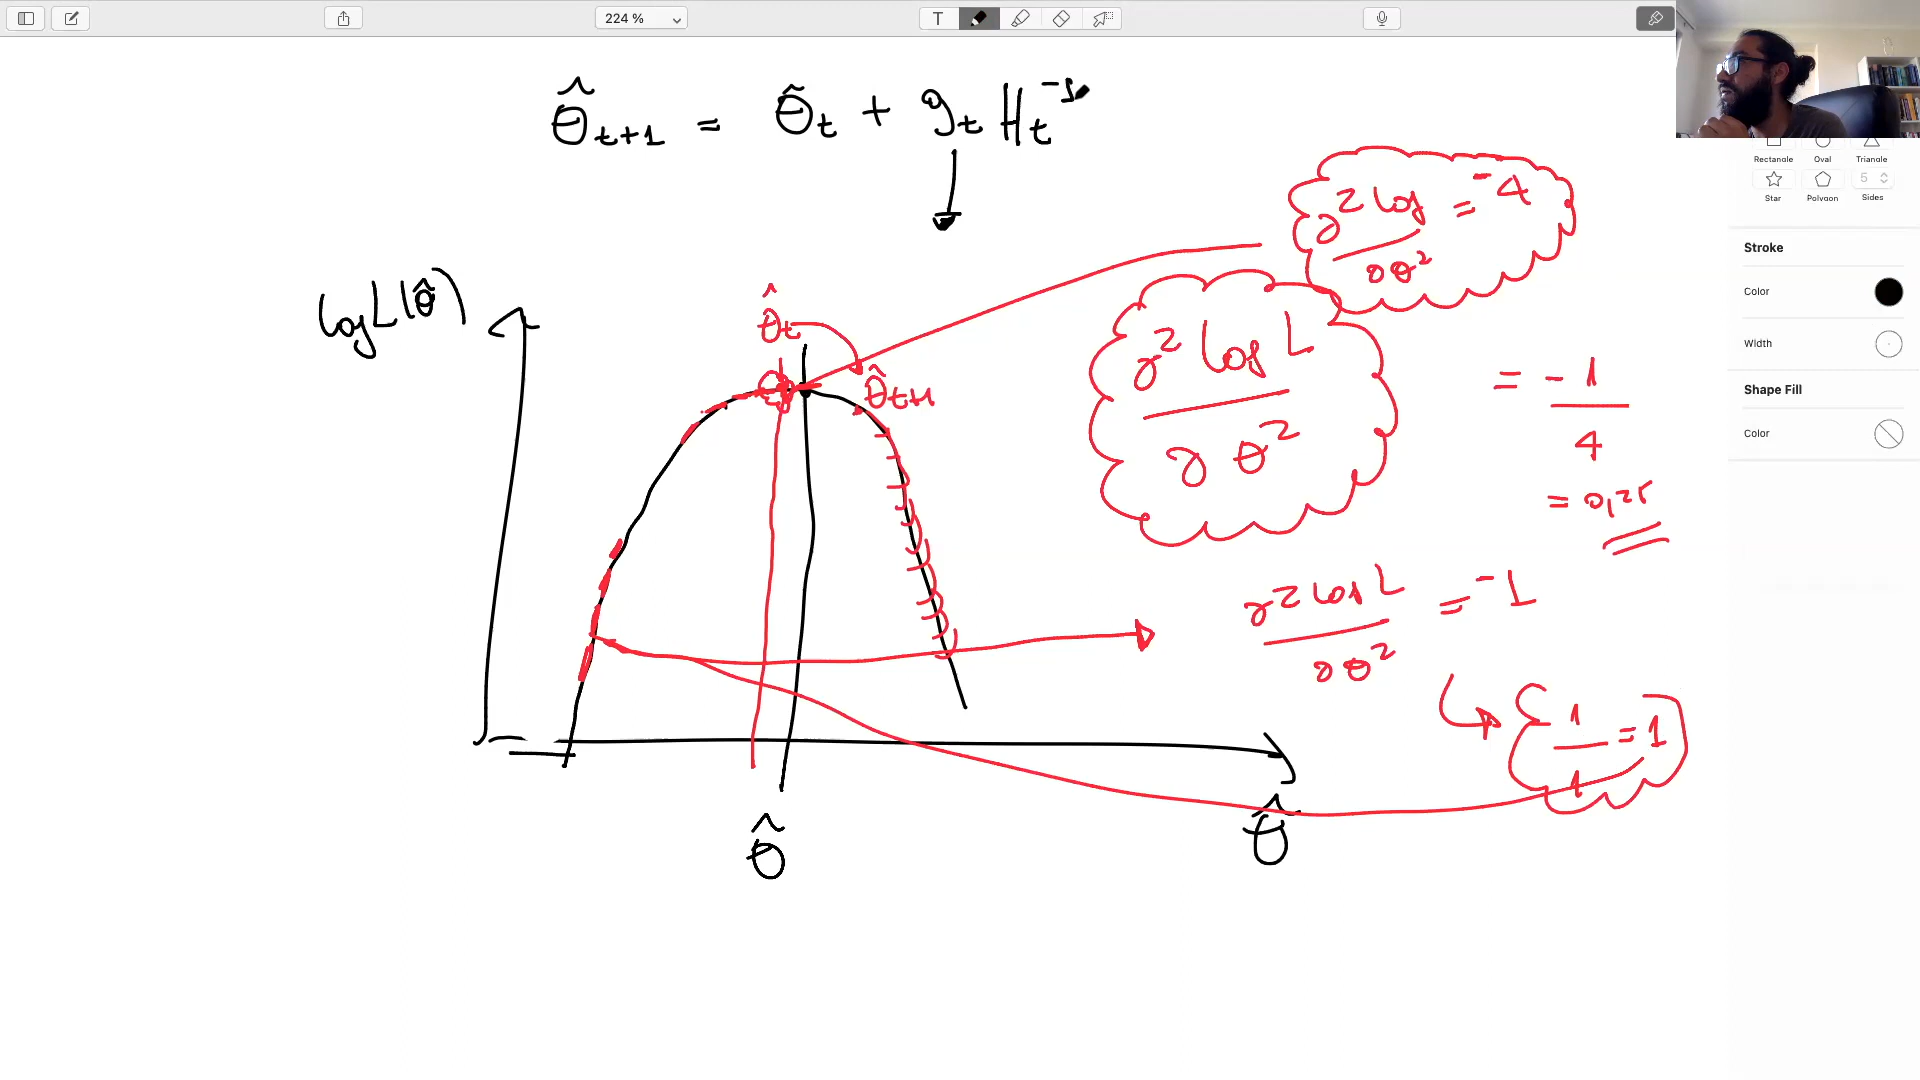 224 %
T
θ̂t+1 = θ̂t + gt Ht^-1
Rectangle Oval Triangle
5
Star Polygon Sides
Stroke
Color
Width
Shape Fill
Color
∂² log = -4
∂θ²
log L(θ̂)
θ̂t
θ̂t+1
∂² log L
∂ θ²
= - 1
4
= 0,25
∂² log L = -1
∂θ²
1 = 1
1
θ̂
θ̂